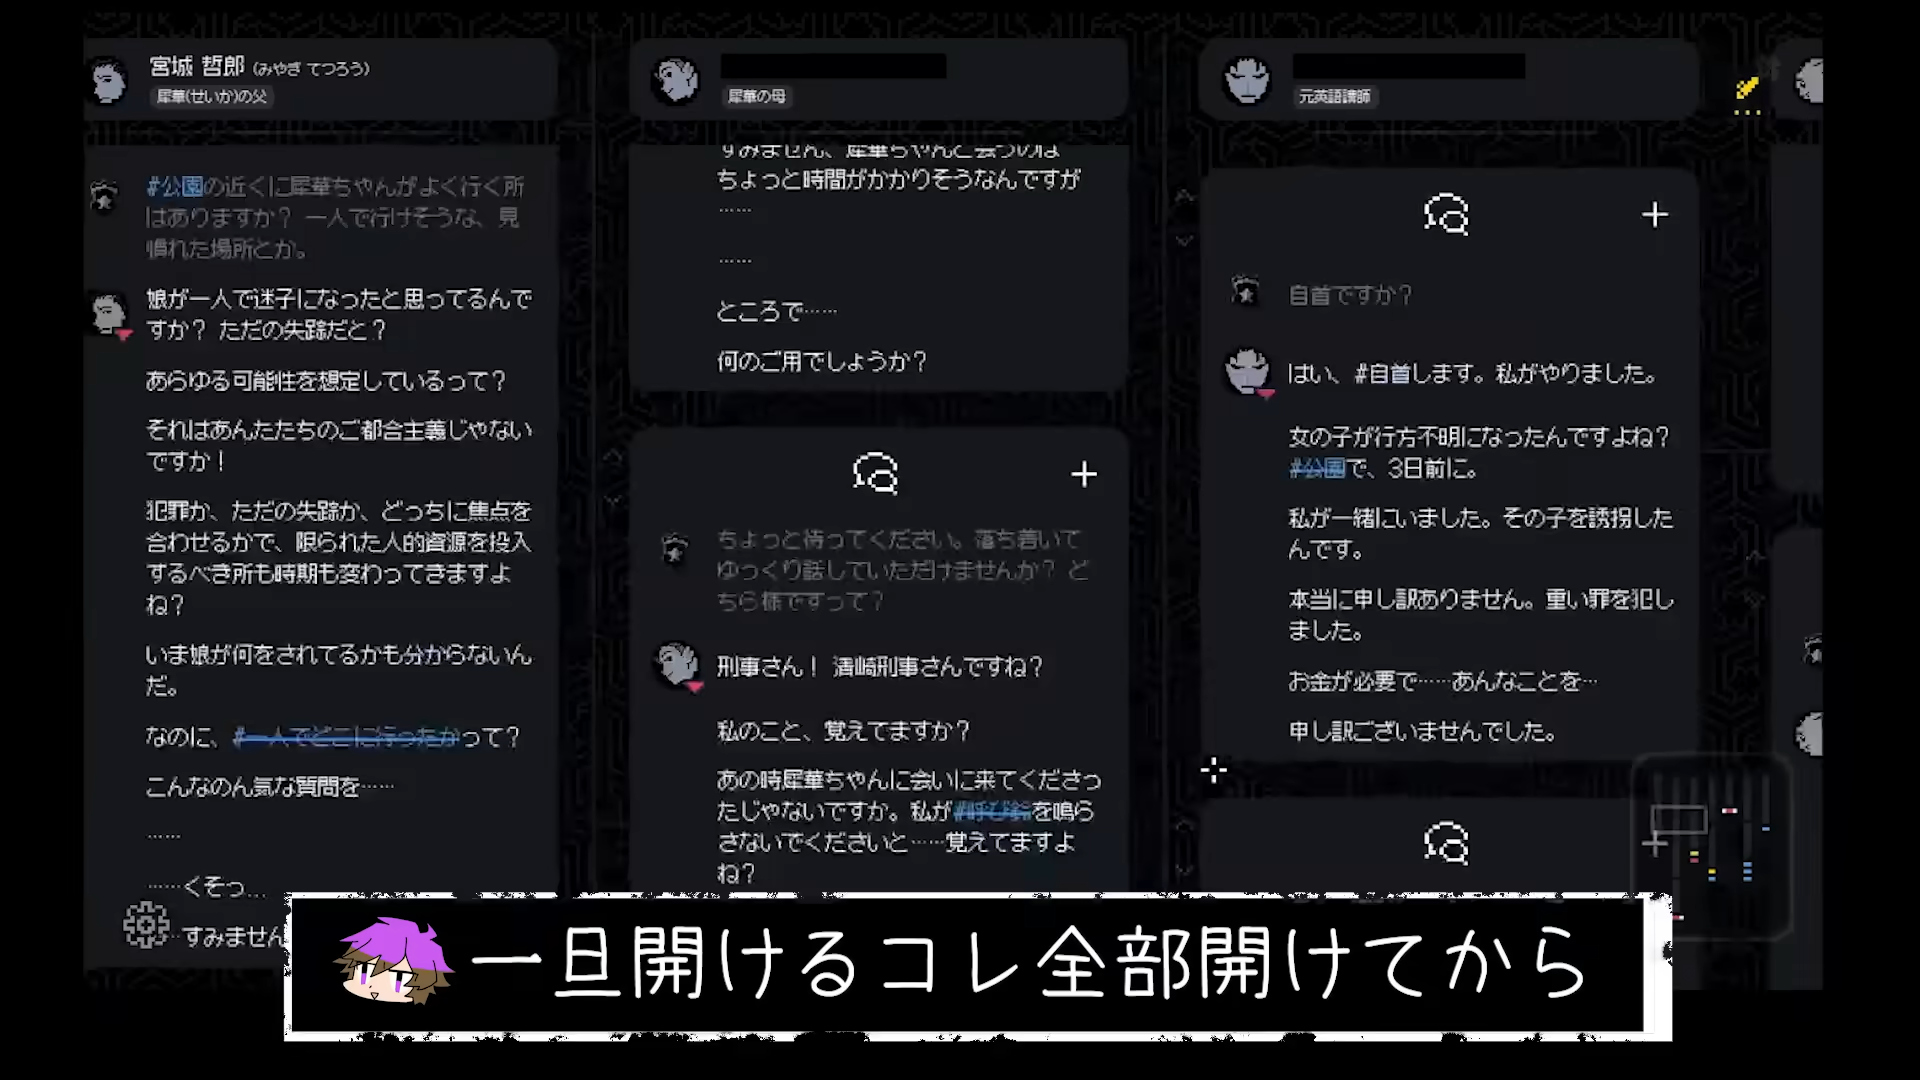 宮城 哲郎 (みやぎ てつろう)
犀華(せいか)の父
#公園の近くに犀華ちゃんがよく行く所
はありますか? 一人で行けそうな、見
慣れた場所とか。
娘が一人で迷子になったと思ってるんで
すか? ただの失踪だと?
あらゆる可能性を想定しているって?
それはあんたたちのご都合主義じゃない
ですか!
犯罪か、ただの失踪か、どっちに焦点を
合わせるかで、限られた人的資源を投入
するべき所も時期も変わってきますよ
ね?
いま娘が何をされてるかも分からないん
だ。
なのに、#一人でどこに行ったかって?
こんなのん気な質問を……
……
……くそっ…
すみません
犀華の母
すみません、犀華ちゃんと会うのは
ちょっと時間がかかりそうなんですが
……
……
ところで……
何のご用でしょうか?
ちょっと待ってください。落ち着いて
ゆっくり話していただけませんか? ど
ちら様ですって?
刑事さん! 清崎刑事さんですね?
私のこと、覚えてますか?
あの時犀華ちゃんに会いに来てくださっ
たじゃないですか。私が#呼び鈴を鳴ら
さないでくださいと……覚えてますよ
ね?
元英語講師
自首ですか?
はい、#自首します。私がやりました。
女の子が行方不明になったんですよね?
#公園で、3日前に。
私が一緒にいました。その子を誘拐した
んです。
本当に申し訳ありません。重い罪を犯し
ました。
お金が必要で……あんなことを…
申し訳ございませんでした。
一旦開けるコレ全部開けてから